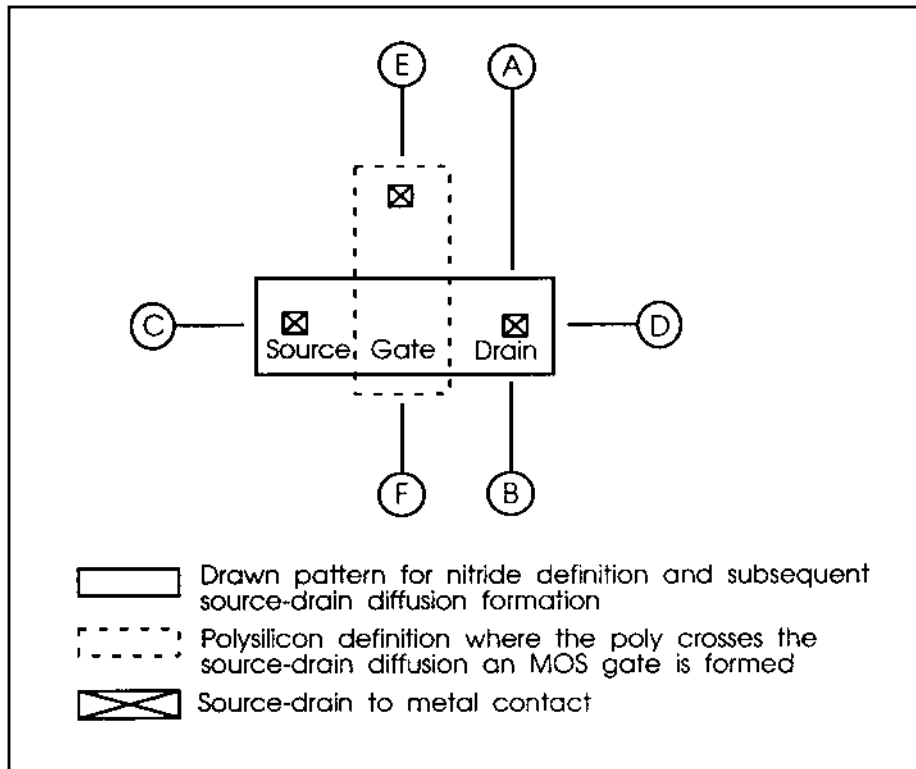 E
A
C
D
Source
Gate
Drain
F
B
Drawn pattern for nitride definition and subsequent
source-drain diffusion formation
Polysilicon definition where the poly crosses the
source-drain diffusion an MOS gate is formed
Source-drain to metal contact